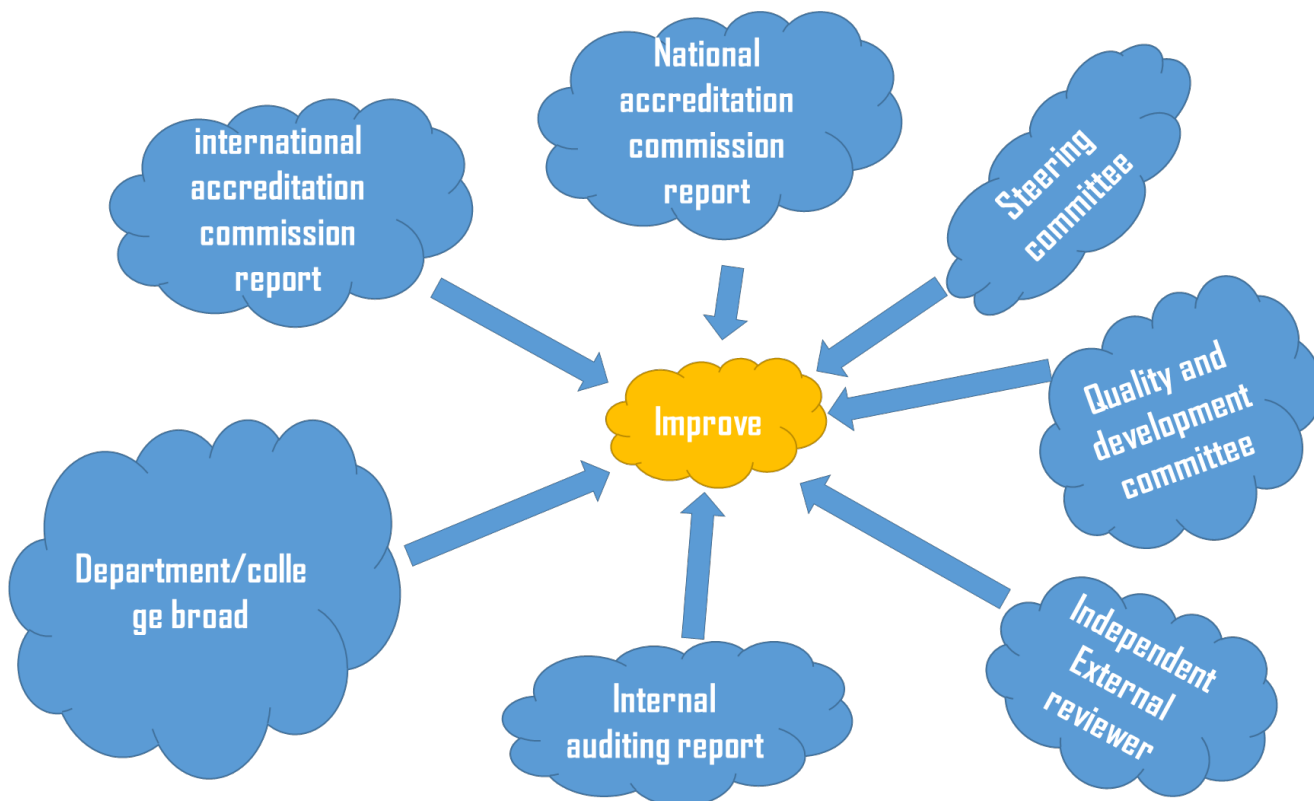 National
accreditation
commission
report
international
accreditation
commission
report
Steering
committee
Quality and
development
committee
Improve
Department/colle
ge broad
Independent
External
reviewer
Internal
auditing report